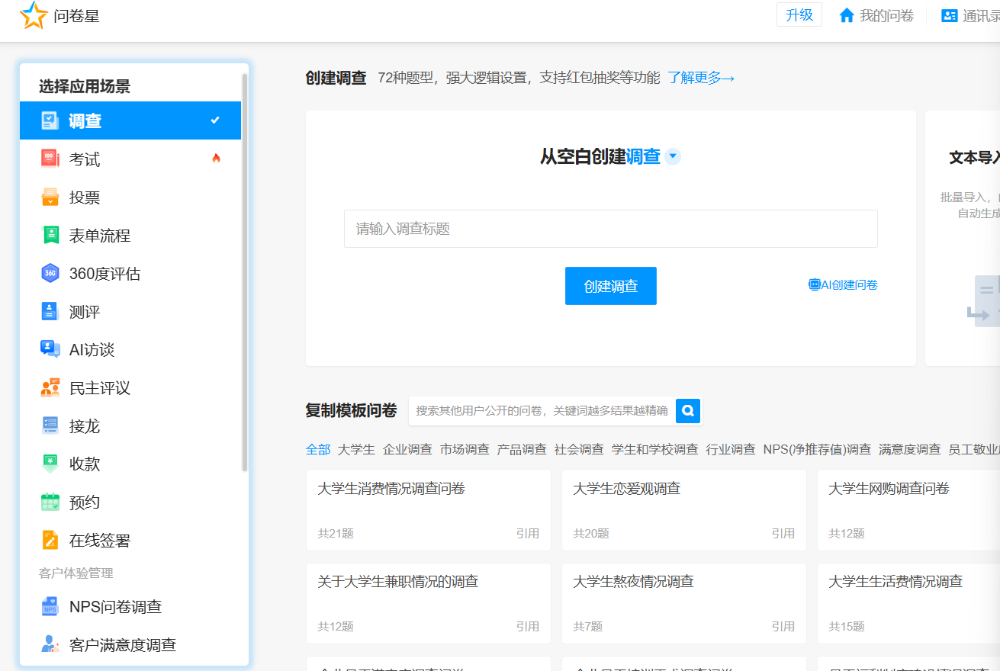 问卷星
升级
我的问卷
通讯录
选择应用场景
调查
考试
投票
表单流程
360度评估
测评
AI访谈
民主评议
接龙
收款
预约
在线签署
客户体验管理
NPS问卷调查
客户满意度调查
创建调查 72种题型，强大逻辑设置，支持红包抽奖等功能 了解更多→
从空白创建调查
请输入调查标题
创建调查
AI创建问卷
文本导入
批量导入，
自动生成
复制模板问卷
搜索其他用户公开的问卷，关键词越多结果越精确
全部 大学生 企业调查 市场调查 产品调查 社会调查 学生和学校调查 行业调查 NPS(净推荐值)调查 满意度调查 员工敬业
大学生消费情况调查问卷
共21题 引用
大学生恋爱观调查
共20题 引用
大学生网购调查问卷
共12题
关于大学生兼职情况的调查
共12题 引用
大学生熬夜情况调查
共7题 引用
大学生生活费情况调查
共15题